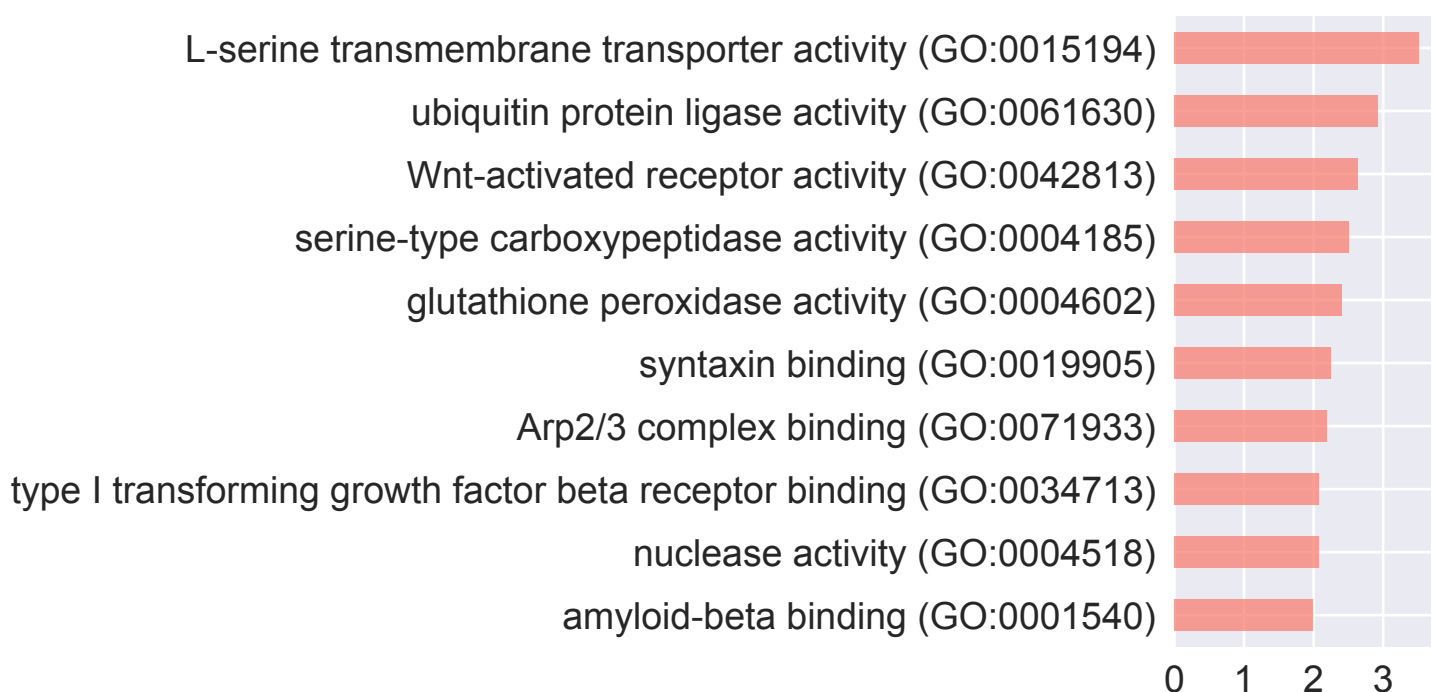 L-serine transmembrane transporter activity (GO:0015194)
ubiquitin protein ligase activity (GO:0061630)
Wnt-activated receptor activity (GO:0042813)
serine-type carboxypeptidase activity (GO:0004185)
glutathione peroxidase activity (GO:0004602)
syntaxin binding (GO:0019905)
Arp2/3 complex binding (GO:0071933)
type I transforming growth factor beta receptor binding (GO:0034713)
nuclease activity (GO:0004518)
amyloid-beta binding (GO:0001540)
0 1 2 3